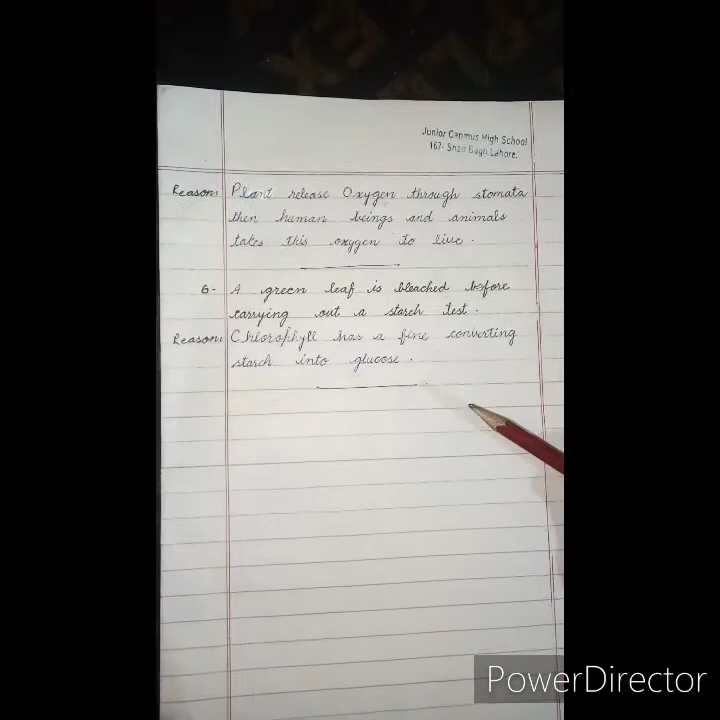 Junior Capmus High School
167- Shad Bagh Lahore.
Reason: Plant release Oxygen through stomata
then human beings and animals
takes this oxygen to live.
6- A green leaf is bleached before
carrying out a starch test.
Reason: Chlorophyll has a fine converting
starch into glucose.
PowerDirector